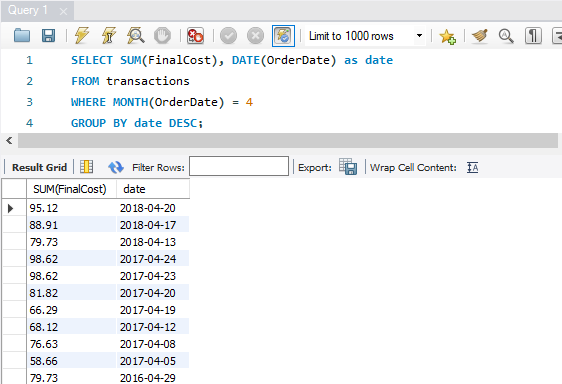 Query 1
Limit to 1000 rows
1 SELECT SUM(FinalCost), DATE(OrderDate) as date
2 FROM transactions
3 WHERE MONTH(OrderDate) = 4
4 GROUP BY date DESC;
Result Grid Filter Rows: Export: Wrap Cell Content: IA
SUM(FinalCost) date
95.12 2018-04-20
88.91 2018-04-17
79.73 2018-04-13
98.62 2017-04-24
98.62 2017-04-23
81.82 2017-04-20
66.29 2017-04-19
68.12 2017-04-12
76.63 2017-04-08
58.66 2017-04-05
79.73 2016-04-29